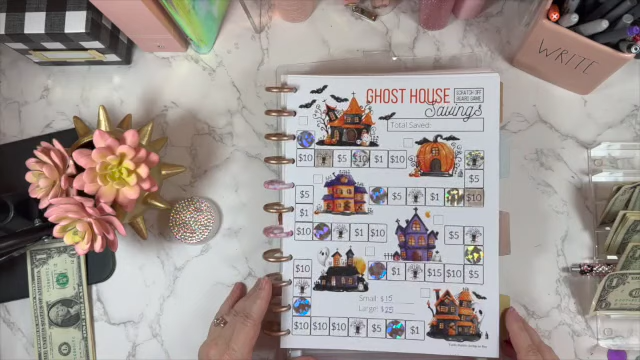 WRITE
GHOST HOUSE
Savings
SCRATCH OFF
BOARD GAME
Total Saved:
$10 $5 $10 $1 $10
$5
$5 $5 $1 $10
$1
$10 $1 $10 $5
$10 $1 $15 $10 $5
Small: $15
Large: $25
$10 $10 $10 $5 $1